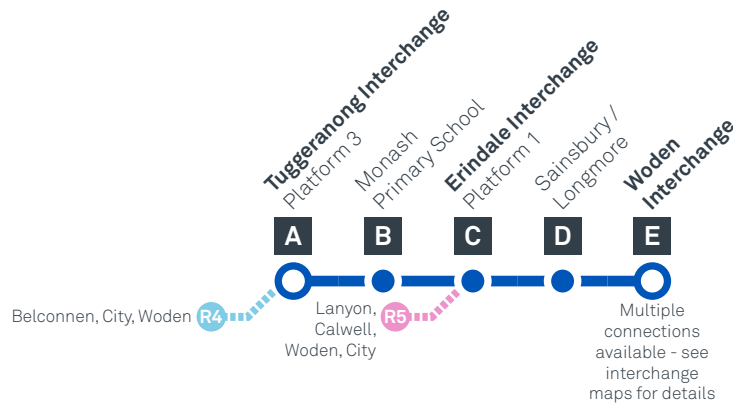 Tuggeranong Interchange
Platform 3
Monash
Primary School
Erindale Interchange
Platform 1
Sainsbury /
Longmore
Woden
Interchange
A
B
C
D
E
Belconnen, City, Woden
R4
Lanyon,
Calwell,
Woden, City
R5
Multiple
connections
available - see
interchange
maps for details